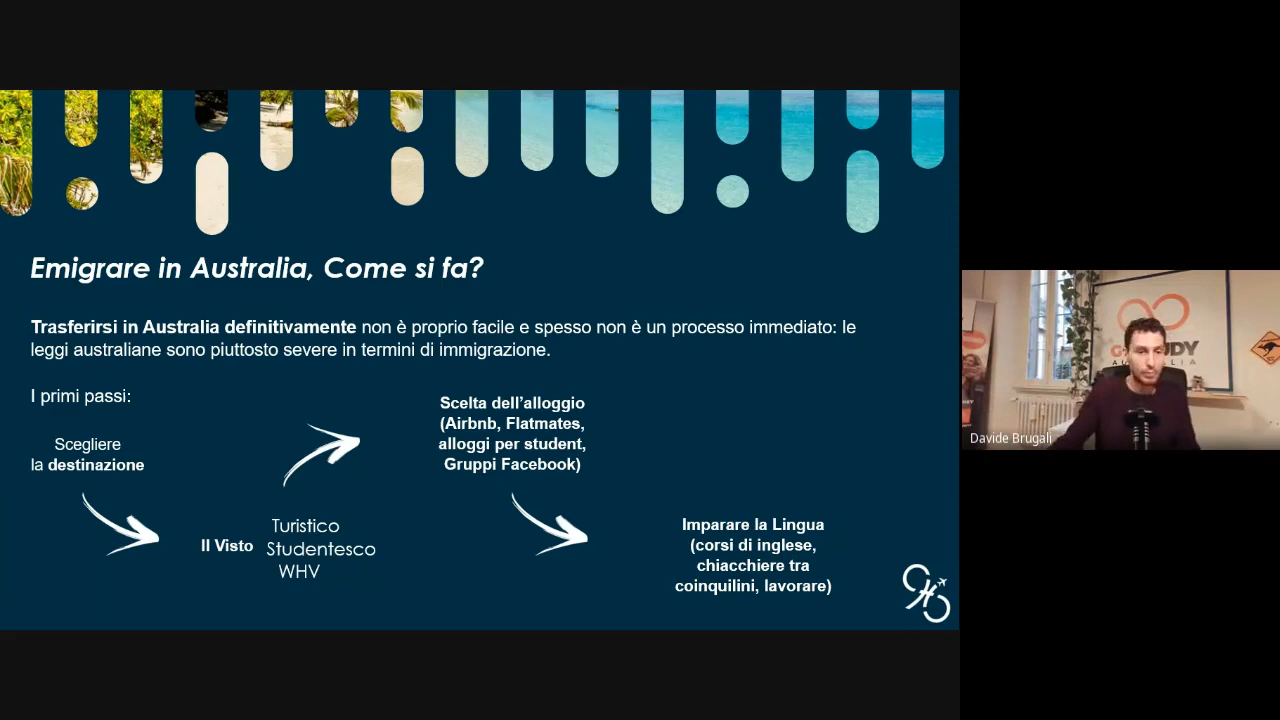 Emigrare in Australia, Come si fa?
Trasferirsi in Australia definitivamente non è proprio facile e spesso non è un processo immediato: le
leggi australiane sono piuttosto severe in termini di immigrazione.
I primi passi:
Scegliere
la destinazione
Il Visto
Turistico
Studentesco
WHV
Scelta dell’alloggio
(Airbnb, Flatmates,
alloggi per student,
Gruppi Facebook)
Imparare la Lingua
(corsi di inglese,
chiacchiere tra
coinquilini, lavorare)
Davide Brugali